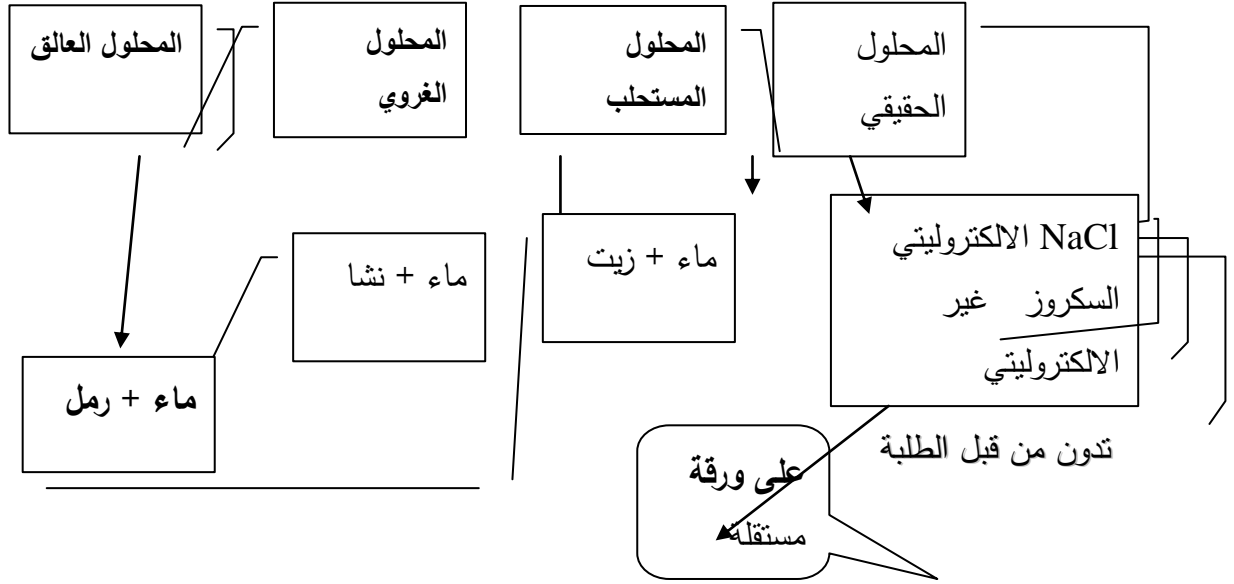 المحلول
الحقيقي
المحلول
المستحلب
المحلول
الغروي
المحلول العالق
NaCl الالكتروليتي
السكروز غير
الالكتروليتي
ماء + زيت
ماء + نشا
ماء + رمل
تدون من قبل الطلبة
على ورقة
مستقلة